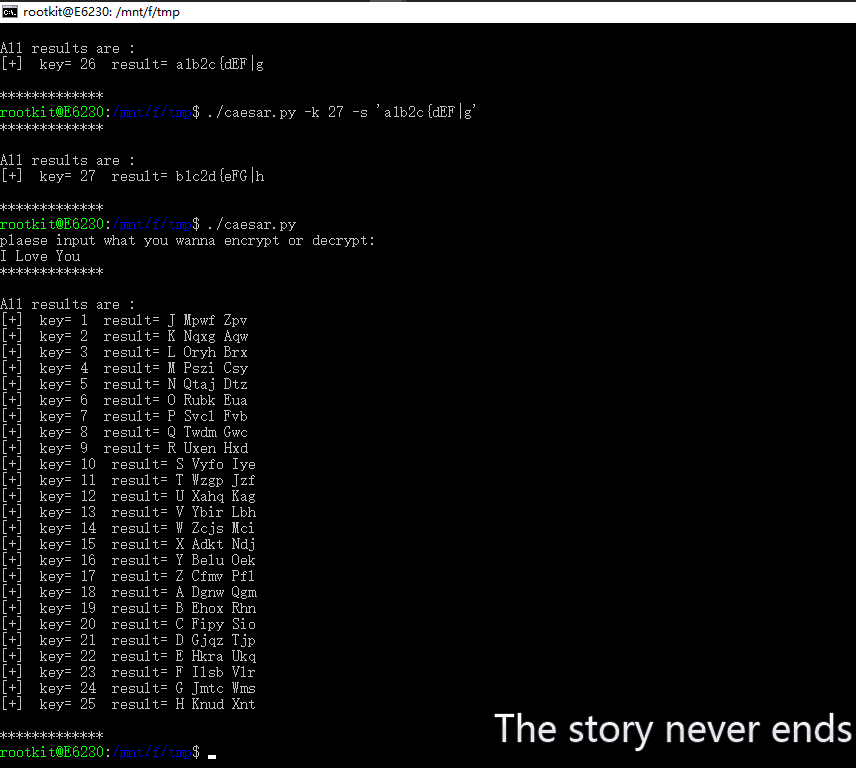 rootkit@E6230: /mnt/f/tmp
All results are :
[+]  key= 26  result= a1b2c{dEF|g
*************
rootkit@E6230:/mnt/f/tmp$ ./caesar.py -k 27 -s 'a1b2c{dEF|g'
*************
All results are :
[+]  key= 27  result= b1c2d{eFG|h
*************
rootkit@E6230:/mnt/f/tmp$ ./caesar.py
plaese input what you wanna encrypt or decrypt:
I Love You
*************
All results are :
[+]  key= 1  result= J Mpwf Zpv
[+]  key= 2  result= K Nqxg Aqw
[+]  key= 3  result= L Oryh Brx
[+]  key= 4  result= M Pszi Csy
[+]  key= 5  result= N Qtaj Dtz
[+]  key= 6  result= O Rubk Eua
[+]  key= 7  result= P Svcl Fvb
[+]  key= 8  result= Q Twdm Gwc
[+]  key= 9  result= R Uxen Hxd
[+]  key= 10  result= S Vyfo Iye
[+]  key= 11  result= T Wzgp Jzf
[+]  key= 12  result= U Xahq Kag
[+]  key= 13  result= V Ybir Lbh
[+]  key= 14  result= W Zcjs Mci
[+]  key= 15  result= X Adkt Ndj
[+]  key= 16  result= Y Belu Oek
[+]  key= 17  result= Z Cfmv Pfl
[+]  key= 18  result= A Dgnw Qgm
[+]  key= 19  result= B Ehox Rhn
[+]  key= 20  result= C Fipy Sio
[+]  key= 21  result= D Gjqz Tjp
[+]  key= 22  result= E Hkra Ukq
[+]  key= 23  result= F Ilsb Vlr
[+]  key= 24  result= G Jmtc Wms
[+]  key= 25  result= H Knud Xnt
*************
rootkit@E6230:/mnt/f/tmp$
The story never ends